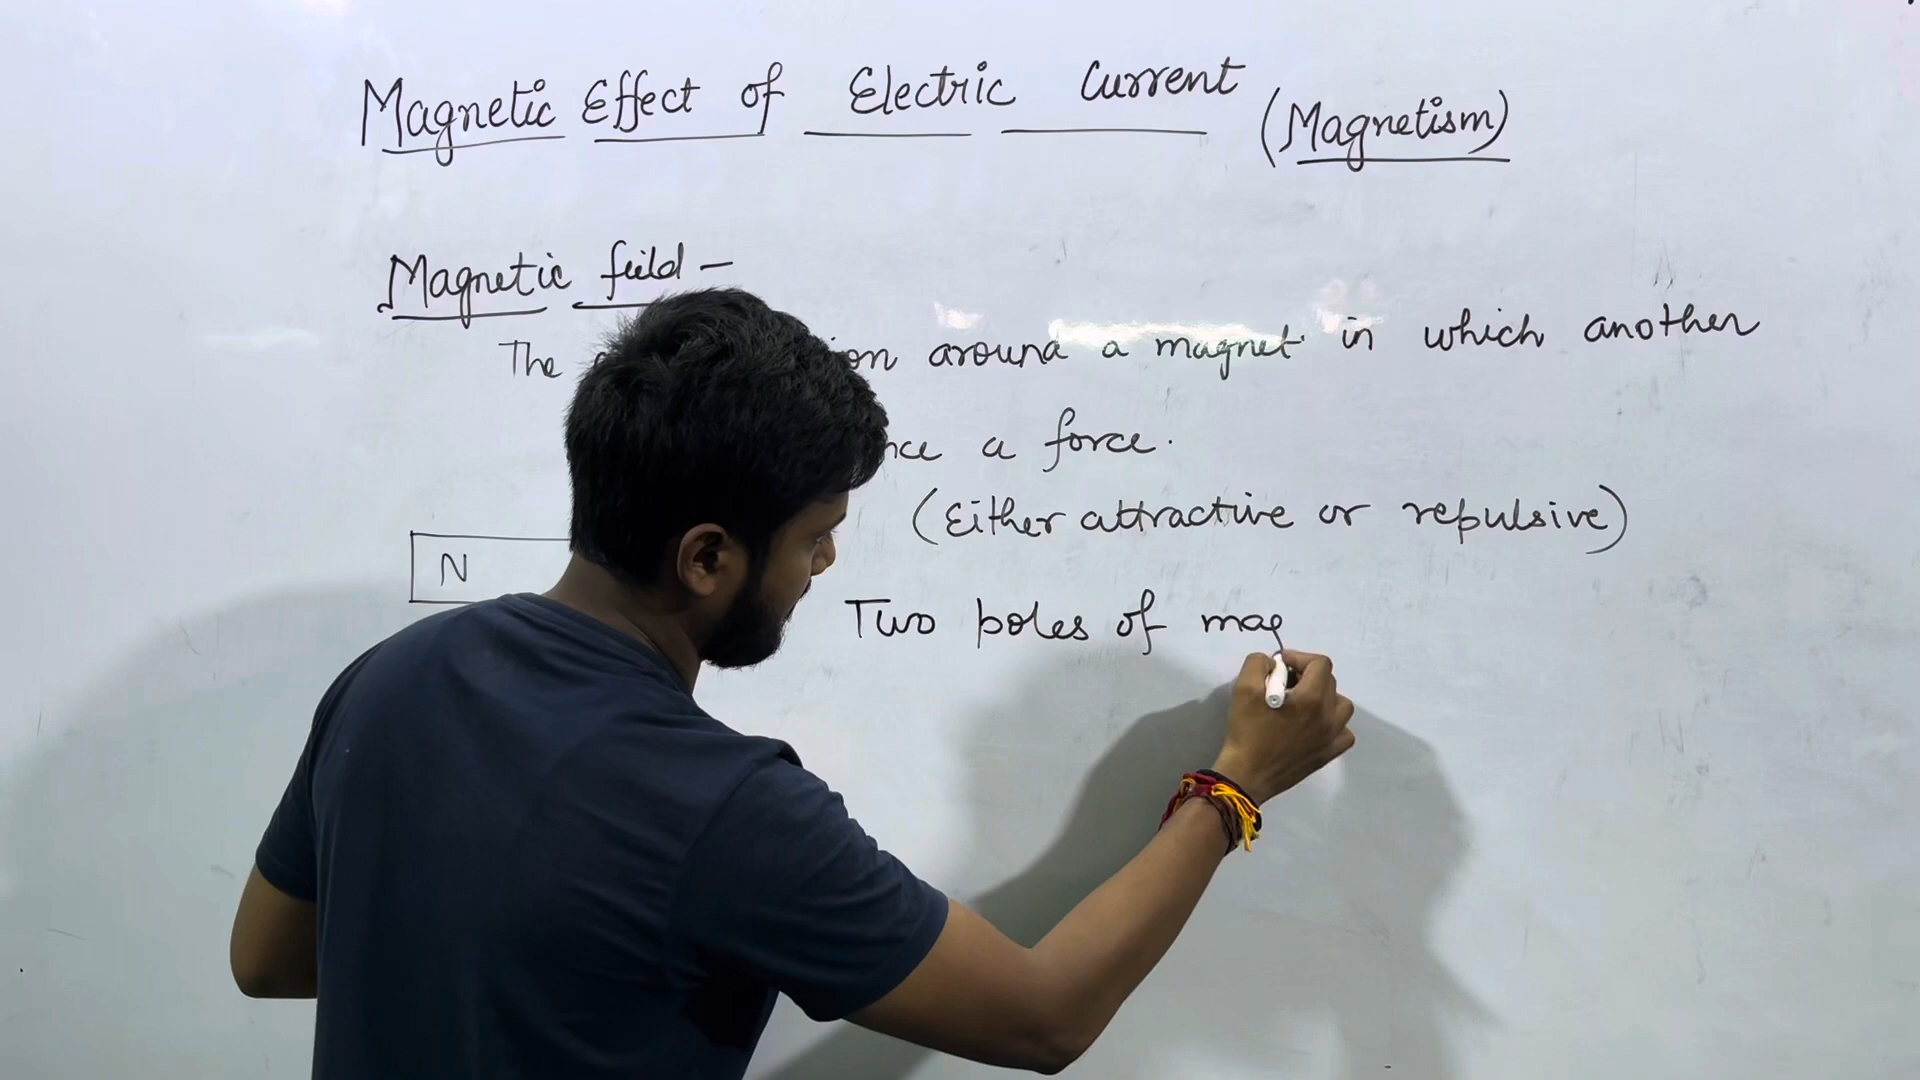 Magnetic Effect of Electric Current (Magnetism)
Magnetic field –
The around a magnet in which another
a force.
(Either attractive or repulsive)
N
Two poles of mag